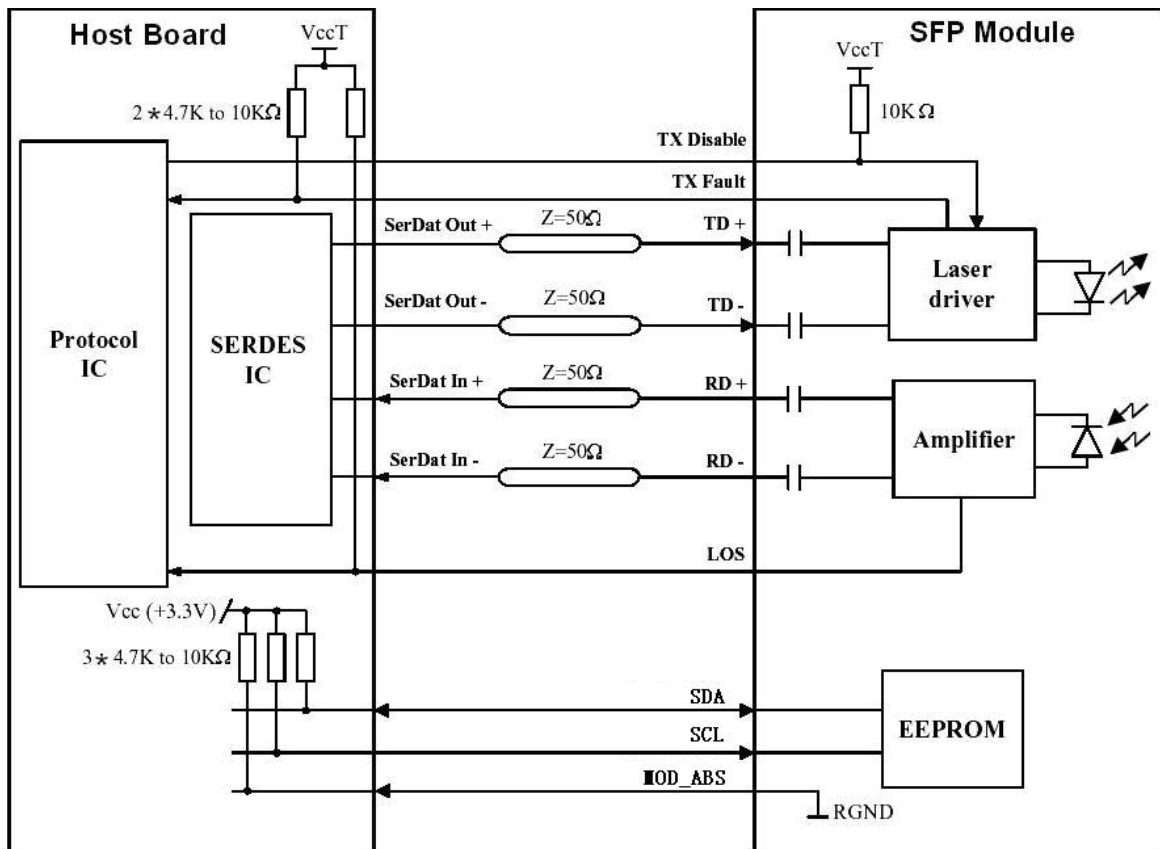 Host Board
SFP Module
VccT
VccT
2*4.7K to 10KΩ
10KΩ
TX Disable
TX Fault
SerDat Out +
Z=50Ω
TD +
SerDat Out -
Z=50Ω
TD -
Laser
driver
Protocol
IC
SERDES
IC
SerDat In +
Z=50Ω
RD +
SerDat In -
Z=50Ω
RD -
Amplifier
LOS
Vcc (+3.3V)
3*4.7K to 10KΩ
SDA
SCL
MOD_ABS
EEPROM
RGND